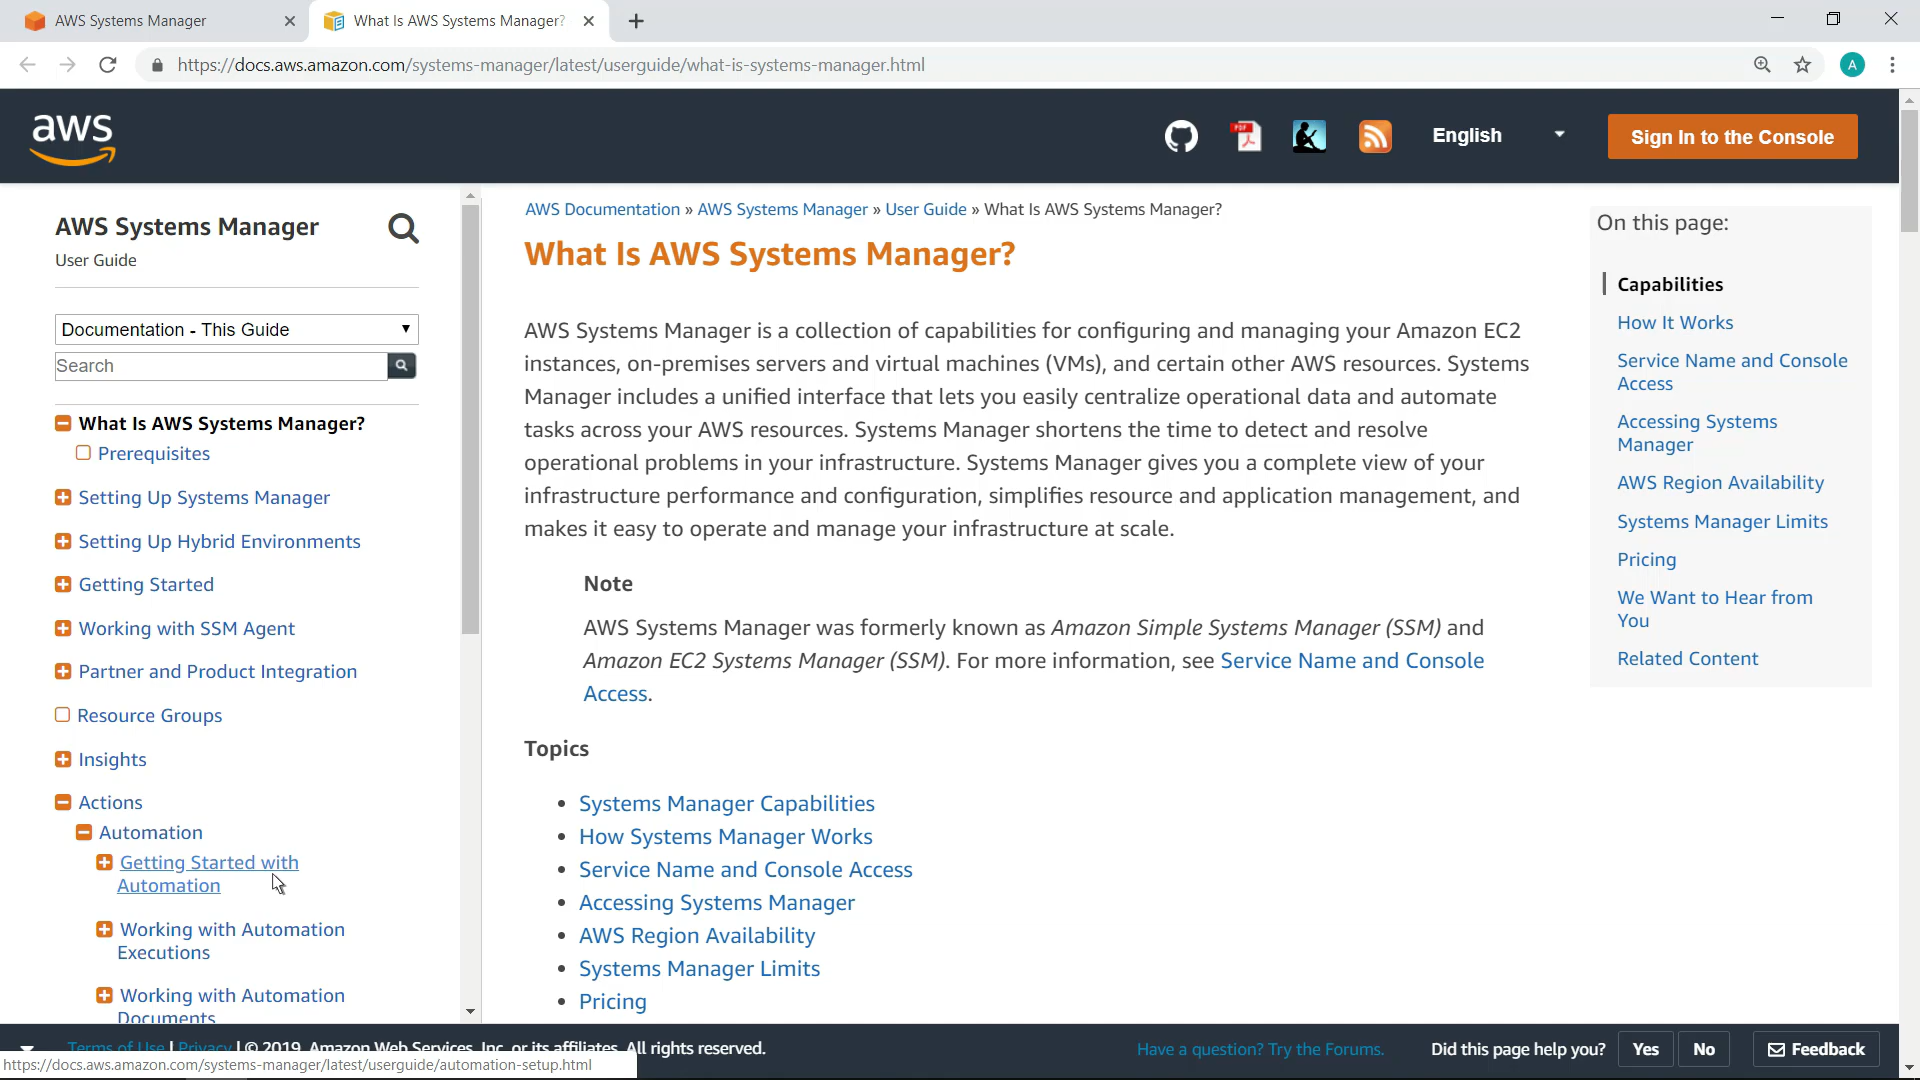 AWS Systems Manager
What Is AWS Systems Manager?
https://docs.aws.amazon.com/systems-manager/latest/userguide/what-is-systems-manager.html
A
aws
PDF
English
Sign In to the Console
AWS Systems Manager
User Guide
Documentation - This Guide
Search
What Is AWS Systems Manager?
Prerequisites
Setting Up Systems Manager
Setting Up Hybrid Environments
Getting Started
Working with SSM Agent
Partner and Product Integration
Resource Groups
Insights
Actions
Automation
Getting Started with
Automation
Working with Automation
Executions
Working with Automation
Documents
AWS Documentation » AWS Systems Manager » User Guide » What Is AWS Systems Manager?
What Is AWS Systems Manager?
AWS Systems Manager is a collection of capabilities for configuring and managing your Amazon EC2
instances, on-premises servers and virtual machines (VMs), and certain other AWS resources. Systems
Manager includes a unified interface that lets you easily centralize operational data and automate
tasks across your AWS resources. Systems Manager shortens the time to detect and resolve
operational problems in your infrastructure. Systems Manager gives you a complete view of your
infrastructure performance and configuration, simplifies resource and application management, and
makes it easy to operate and manage your infrastructure at scale.
Note
AWS Systems Manager was formerly known as Amazon Simple Systems Manager (SSM) and
Amazon EC2 Systems Manager (SSM). For more information, see Service Name and Console
Access.
Topics
• Systems Manager Capabilities
• How Systems Manager Works
• Service Name and Console Access
• Accessing Systems Manager
• AWS Region Availability
• Systems Manager Limits
• Pricing
On this page:
Capabilities
How It Works
Service Name and Console
Access
Accessing Systems
Manager
AWS Region Availability
Systems Manager Limits
Pricing
We Want to Hear from
You
Related Content
Terms of Use | Privacy | © 2019, Amazon Web Services, Inc. or its affiliates. All rights reserved.
Have a question? Try the Forums.
Did this page help you?
Yes
No
Feedback
https://docs.aws.amazon.com/systems-manager/latest/userguide/automation-setup.html